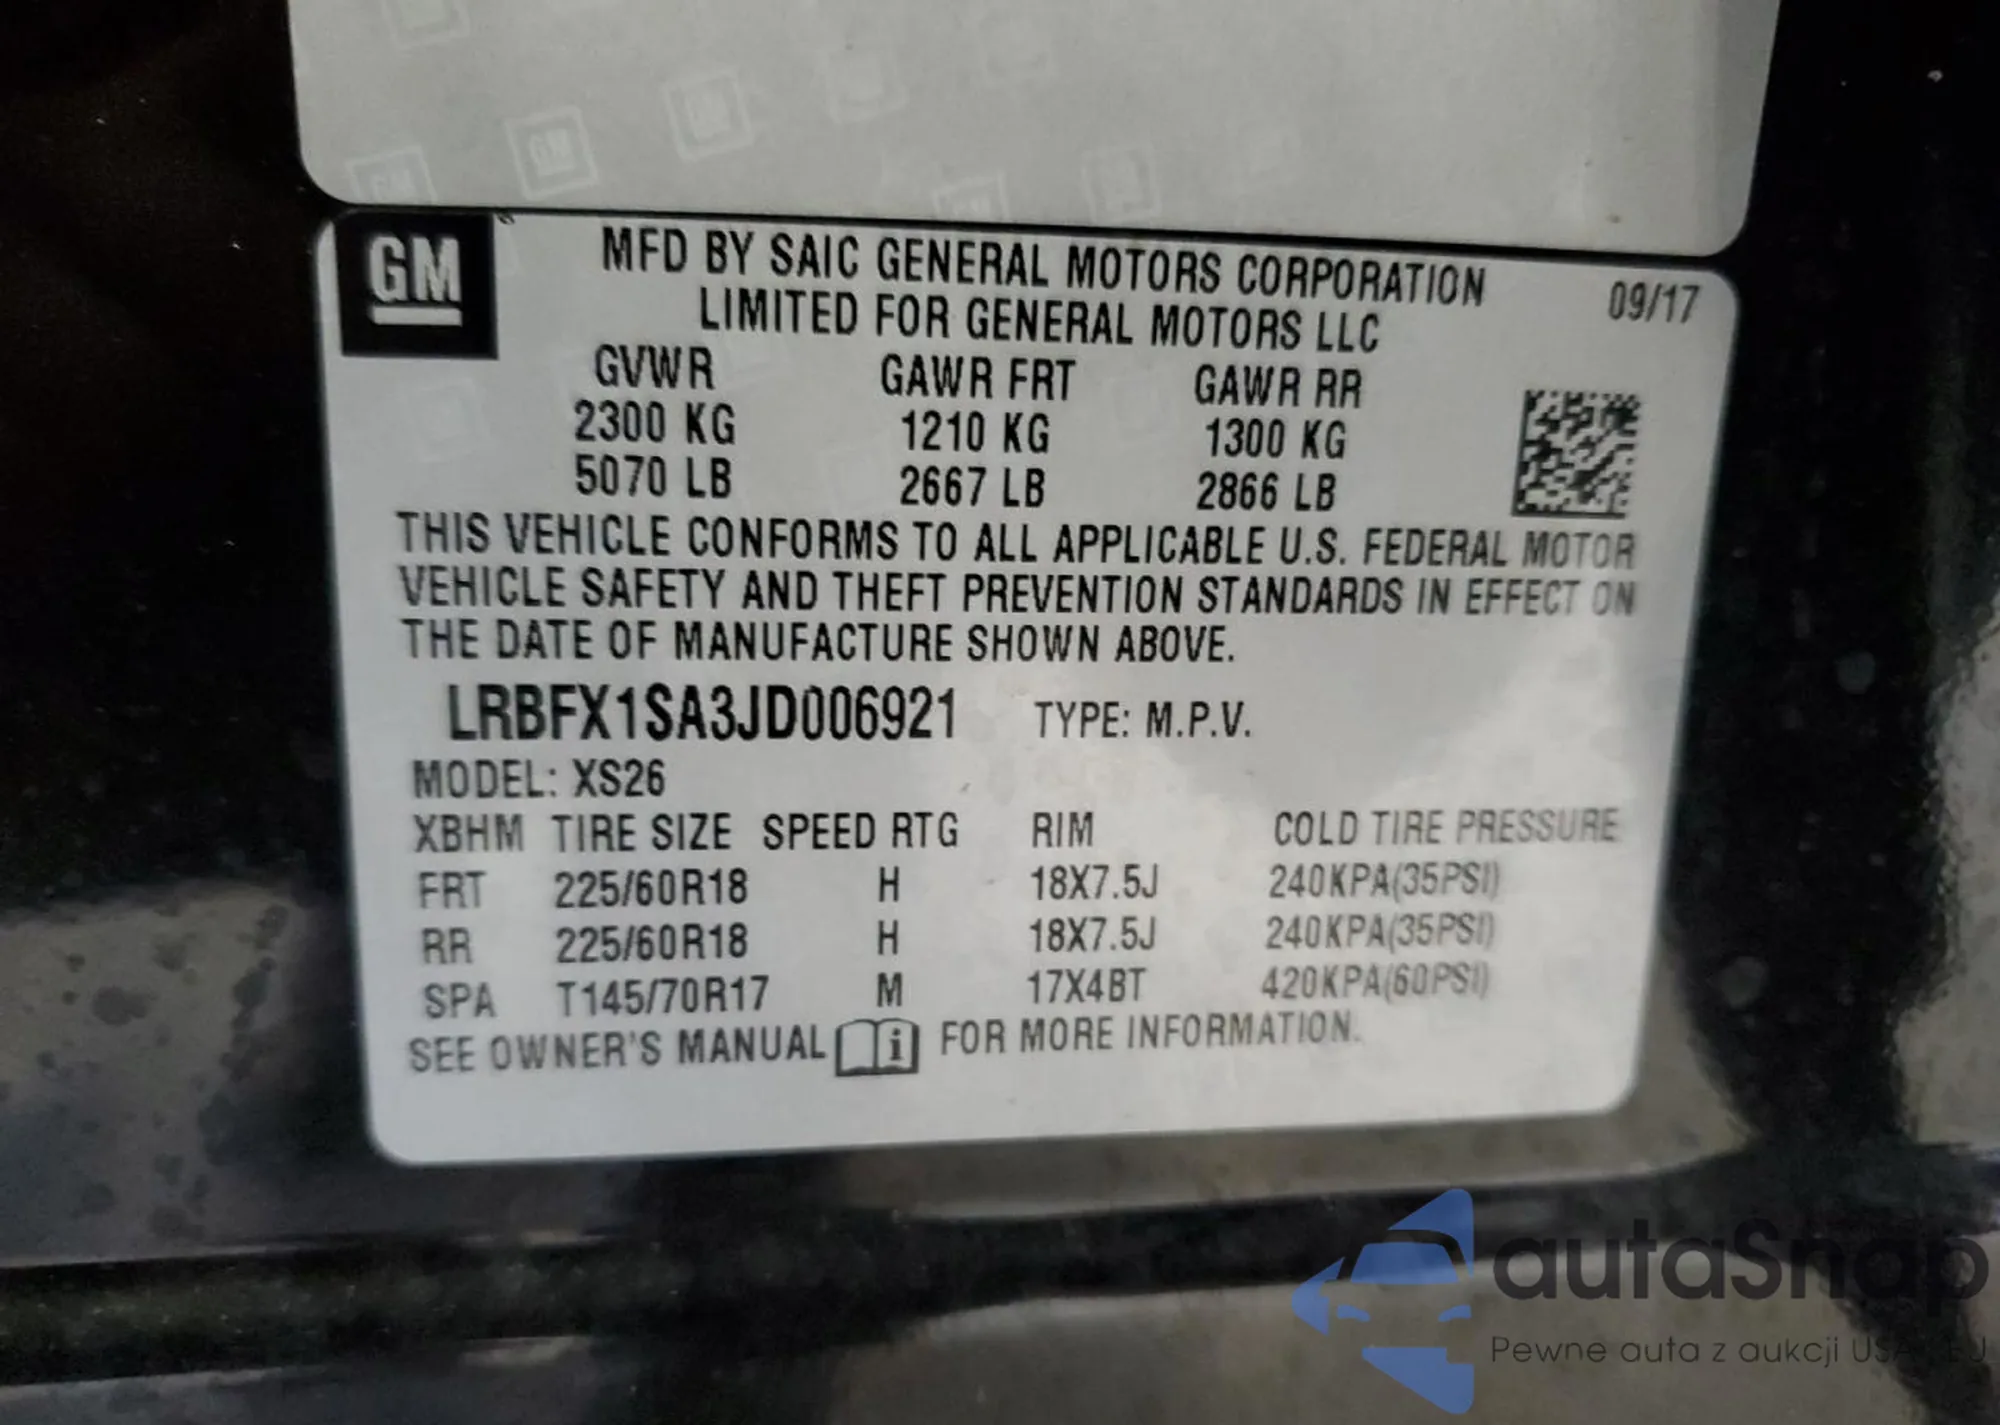 GM
MFD BY SAIC GENERAL MOTORS CORPORATION 09/17
LIMITED FOR GENERAL MOTORS LLC
GVWR GAWR FRT GAWR RR
2300 KG 1210 KG 1300 KG
5070 LB 2667 LB 2866 LB
THIS VEHICLE CONFORMS TO ALL APPLICABLE U.S. FEDERAL MOTOR
VEHICLE SAFETY AND THEFT PREVENTION STANDARDS IN EFFECT ON
THE DATE OF MANUFACTURE SHOWN ABOVE.
LRBFX1SA3JD006921 TYPE: M.P.V.
MODEL: XS26
XBHM TIRE SIZE SPEED RTG RIM COLD TIRE PRESSURE
FRT 225/60R18 H 18X7.5J 240KPA(35PSI)
RR 225/60R18 H 18X7.5J 240KPA(35PSI)
SPA T145/70R17 M 17X4BT 420KPA(60PSI)
SEE OWNER'S MANUAL i FOR MORE INFORMATION.
autaSnap
Pewne auta z aukcji USA